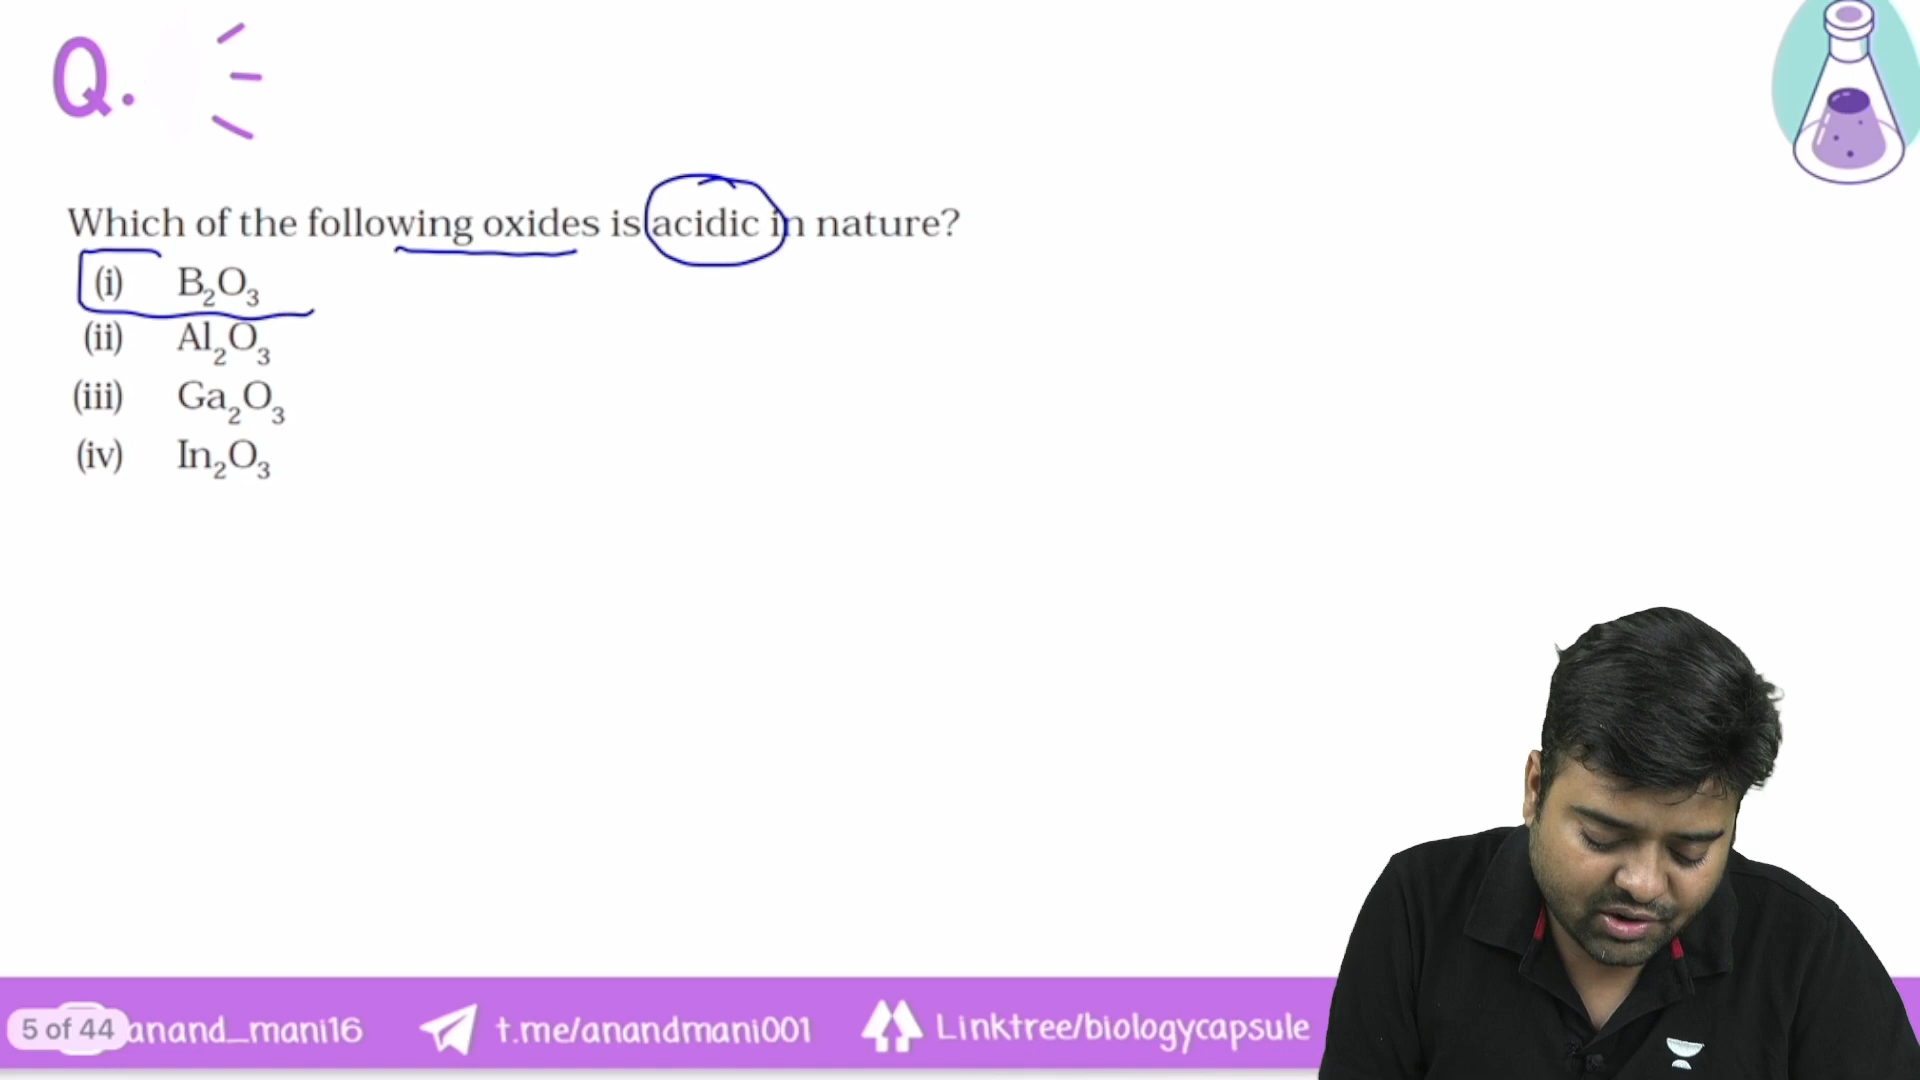 Q.
Which of the following oxides is acidic in nature?
(i) B₂O₃
(ii) Al₂O₃
(iii) Ga₂O₃
(iv) In₂O₃
5 of 44 anand_mani16 t.me/anandmani001 Linktree/biologycapsule